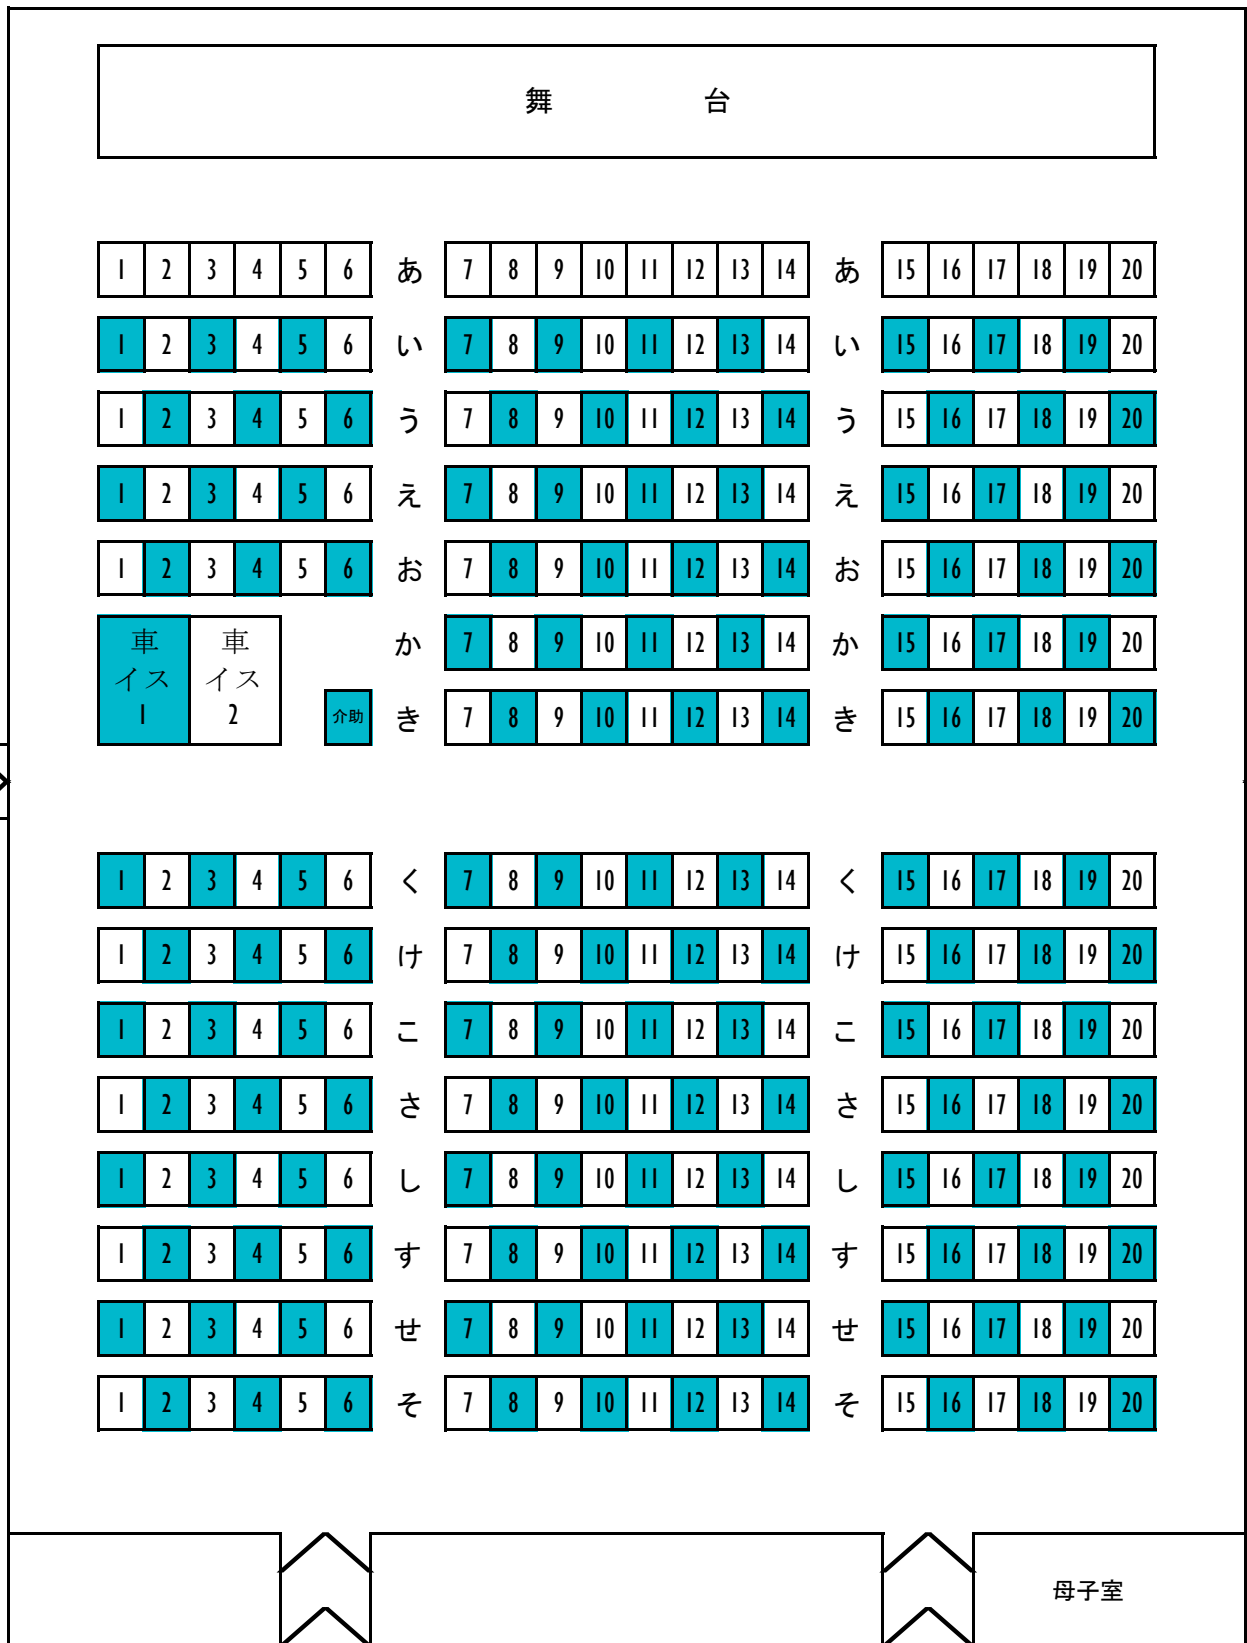 舞 台
1 2 3 4 5 6 あ 7 8 9 10 11 12 13 14 あ 15 16 17 18 19 20
1 2 3 4 5 6 い 7 8 9 10 11 12 13 14 い 15 16 17 18 19 20
1 2 3 4 5 6 う 7 8 9 10 11 12 13 14 う 15 16 17 18 19 20
1 2 3 4 5 6 え 7 8 9 10 11 12 13 14 え 15 16 17 18 19 20
1 2 3 4 5 6 お 7 8 9 10 11 12 13 14 お 15 16 17 18 19 20
車 車 か 7 8 9 10 11 12 13 14 か 15 16 17 18 19 20
イス イス
1 2 介助 き 7 8 9 10 11 12 13 14 き 15 16 17 18 19 20
1 2 3 4 5 6 く 7 8 9 10 11 12 13 14 く 15 16 17 18 19 20
1 2 3 4 5 6 け 7 8 9 10 11 12 13 14 け 15 16 17 18 19 20
1 2 3 4 5 6 こ 7 8 9 10 11 12 13 14 こ 15 16 17 18 19 20
1 2 3 4 5 6 さ 7 8 9 10 11 12 13 14 さ 15 16 17 18 19 20
1 2 3 4 5 6 し 7 8 9 10 11 12 13 14 し 15 16 17 18 19 20
1 2 3 4 5 6 す 7 8 9 10 11 12 13 14 す 15 16 17 18 19 20
1 2 3 4 5 6 せ 7 8 9 10 11 12 13 14 せ 15 16 17 18 19 20
1 2 3 4 5 6 そ 7 8 9 10 11 12 13 14 そ 15 16 17 18 19 20
母子室